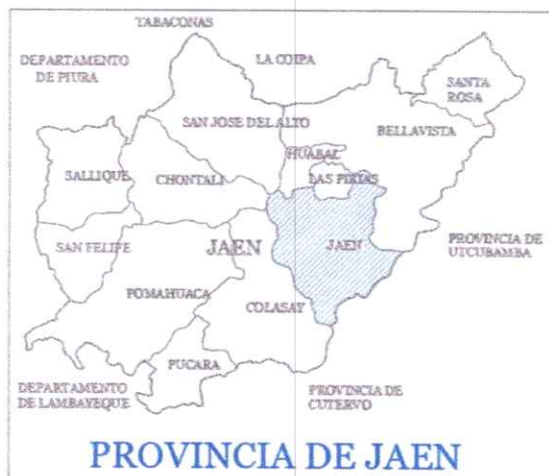 TABACONAS
DEPARTAMENTO
DE PIURA
LA COIPA
SANTA
ROSA
SAN JOSE DEL ALTO
BELLAVISTA
HUABAL
SALLIQUE
CHONTALI
LAS PIRIAS
SAN FELIPE
JAEN
JAEN
PROVINCIA DE
UTCUBAMBA
POMAHUACA
COLASAY
PUCARA
DEPARTAMENTO
DE LAMBAYEQUE
PROVINCIA DE
CUTERVO
PROVINCIA DE JAEN